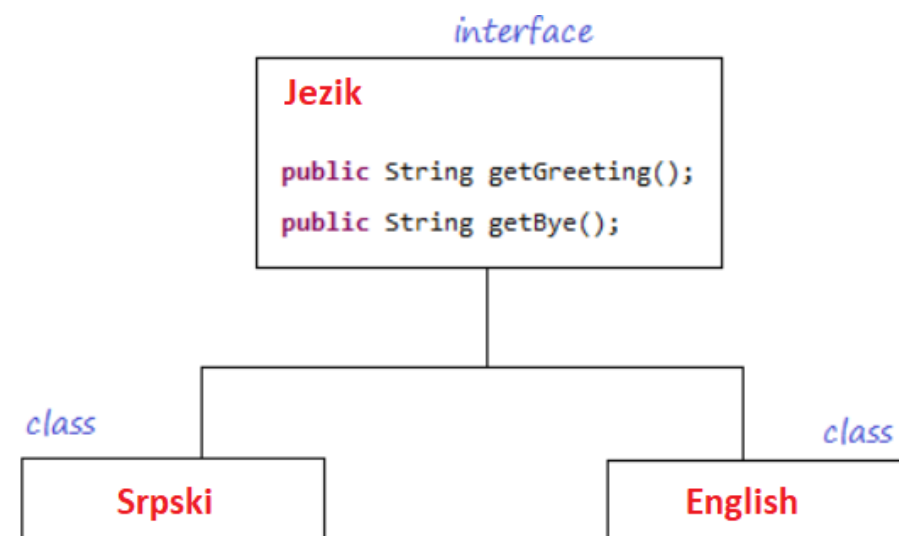 interface
Jezik
public String getGreeting();
public String getBye();
class
class
Srpski
English